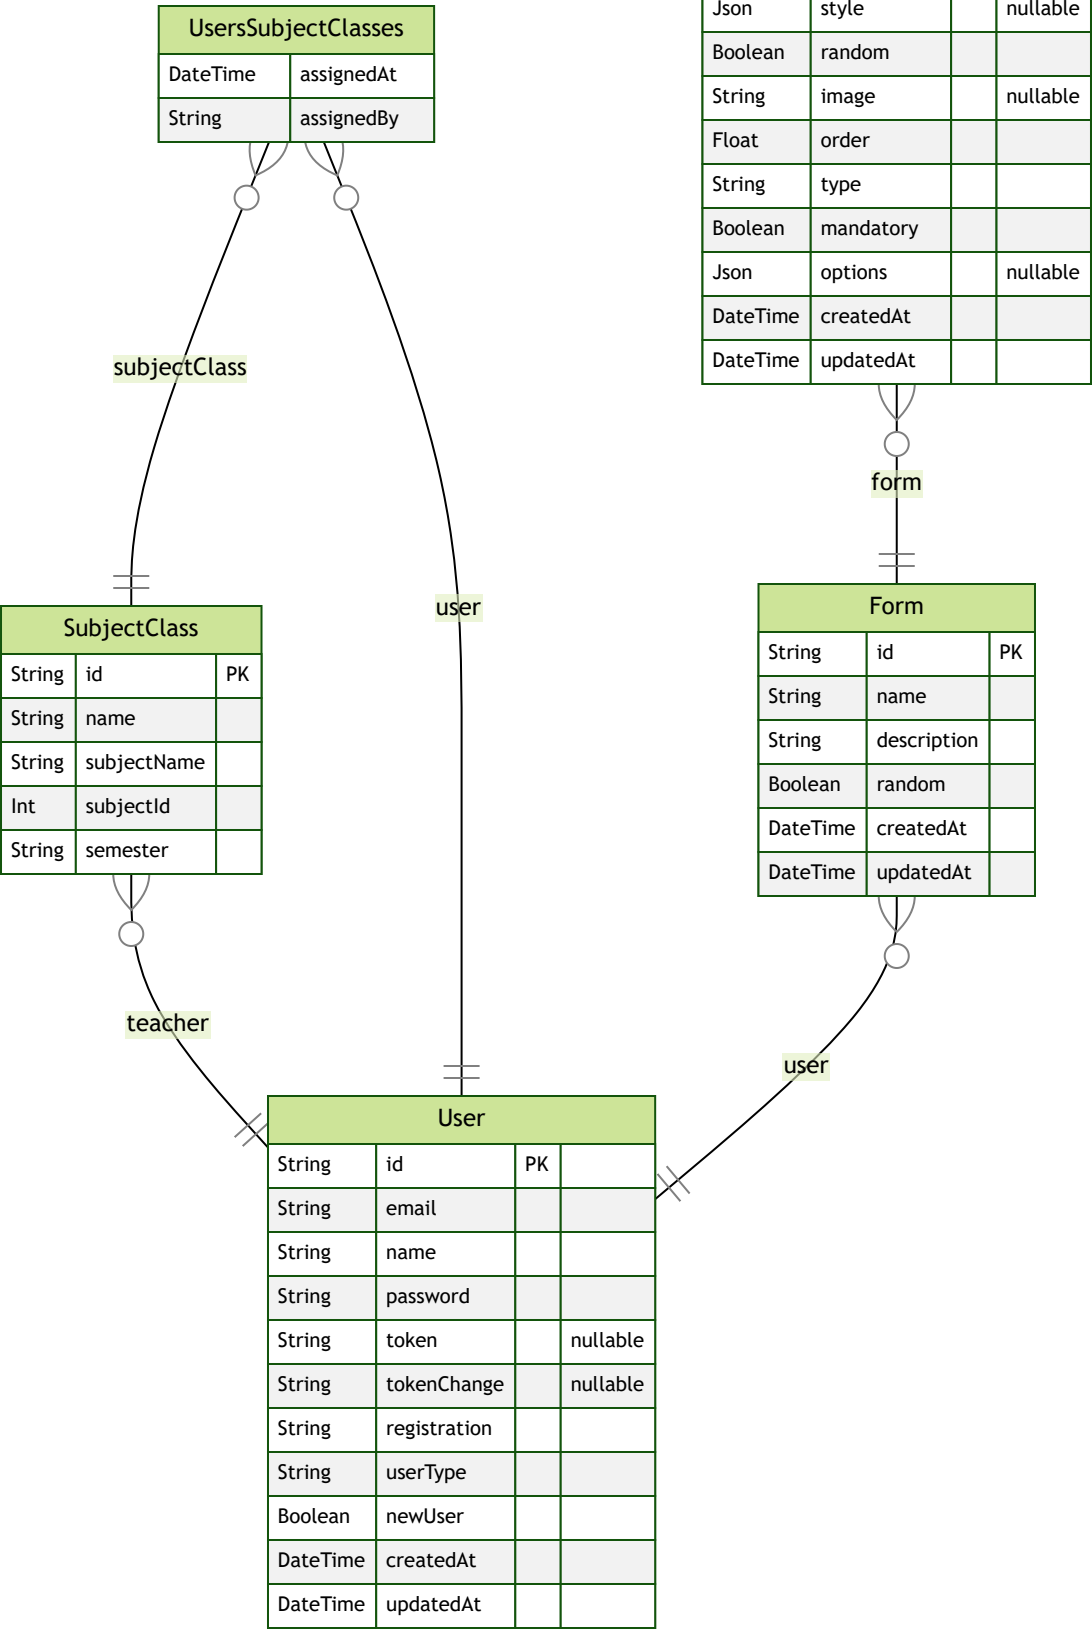 UsersSubjectClasses
DateTime assignedAt
String assignedBy
Json style nullable
Boolean random
String image nullable
Float order
String type
Boolean mandatory
Json options nullable
DateTime createdAt
DateTime updatedAt
subjectClass
form
user
SubjectClass
String id PK
String name
String subjectName
Int subjectId
String semester
Form
String id PK
String name
String description
Boolean random
DateTime createdAt
DateTime updatedAt
teacher
user
User
String id PK
String email
String name
String password
String token nullable
String tokenChange nullable
String registration
String userType
Boolean newUser
DateTime createdAt
DateTime updatedAt